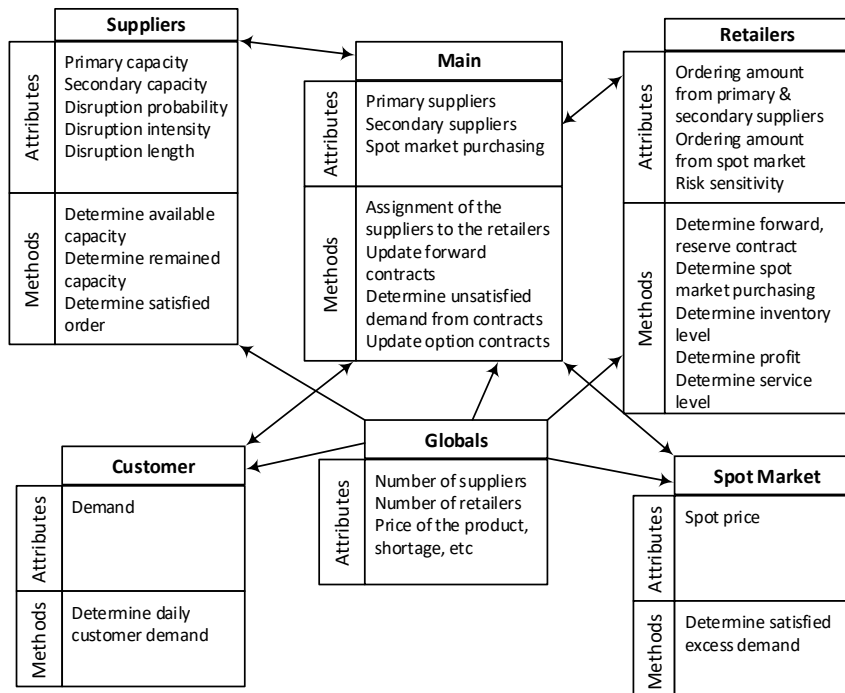 Suppliers
Attributes
Primary capacity
Secondary capacity
Disruption probability
Disruption intensity
Disruption length
Methods
Determine available
capacity
Determine remained
capacity
Determine satisfied
order
Main
Attributes
Primary suppliers
Secondary suppliers
Spot market purchasing
Methods
Assignment of the
suppliers to the retailers
Update forward
contracts
Determine unsatisfied
demand from contracts
Update option contracts
Retailers
Attributes
Ordering amount
from primary &
secondary suppliers
Ordering amount
from spot market
Risk sensitivity
Methods
Determine forward,
reserve contract
Determine spot
market purchasing
Determine inventory
level
Determine profit
Determine service
level
Customer
Attributes
Demand
Methods
Determine daily
customer demand
Globals
Attributes
Number of suppliers
Number of retailers
Price of the product,
shortage, etc
Spot Market
Attributes
Spot price
Methods
Determine satisfied
excess demand